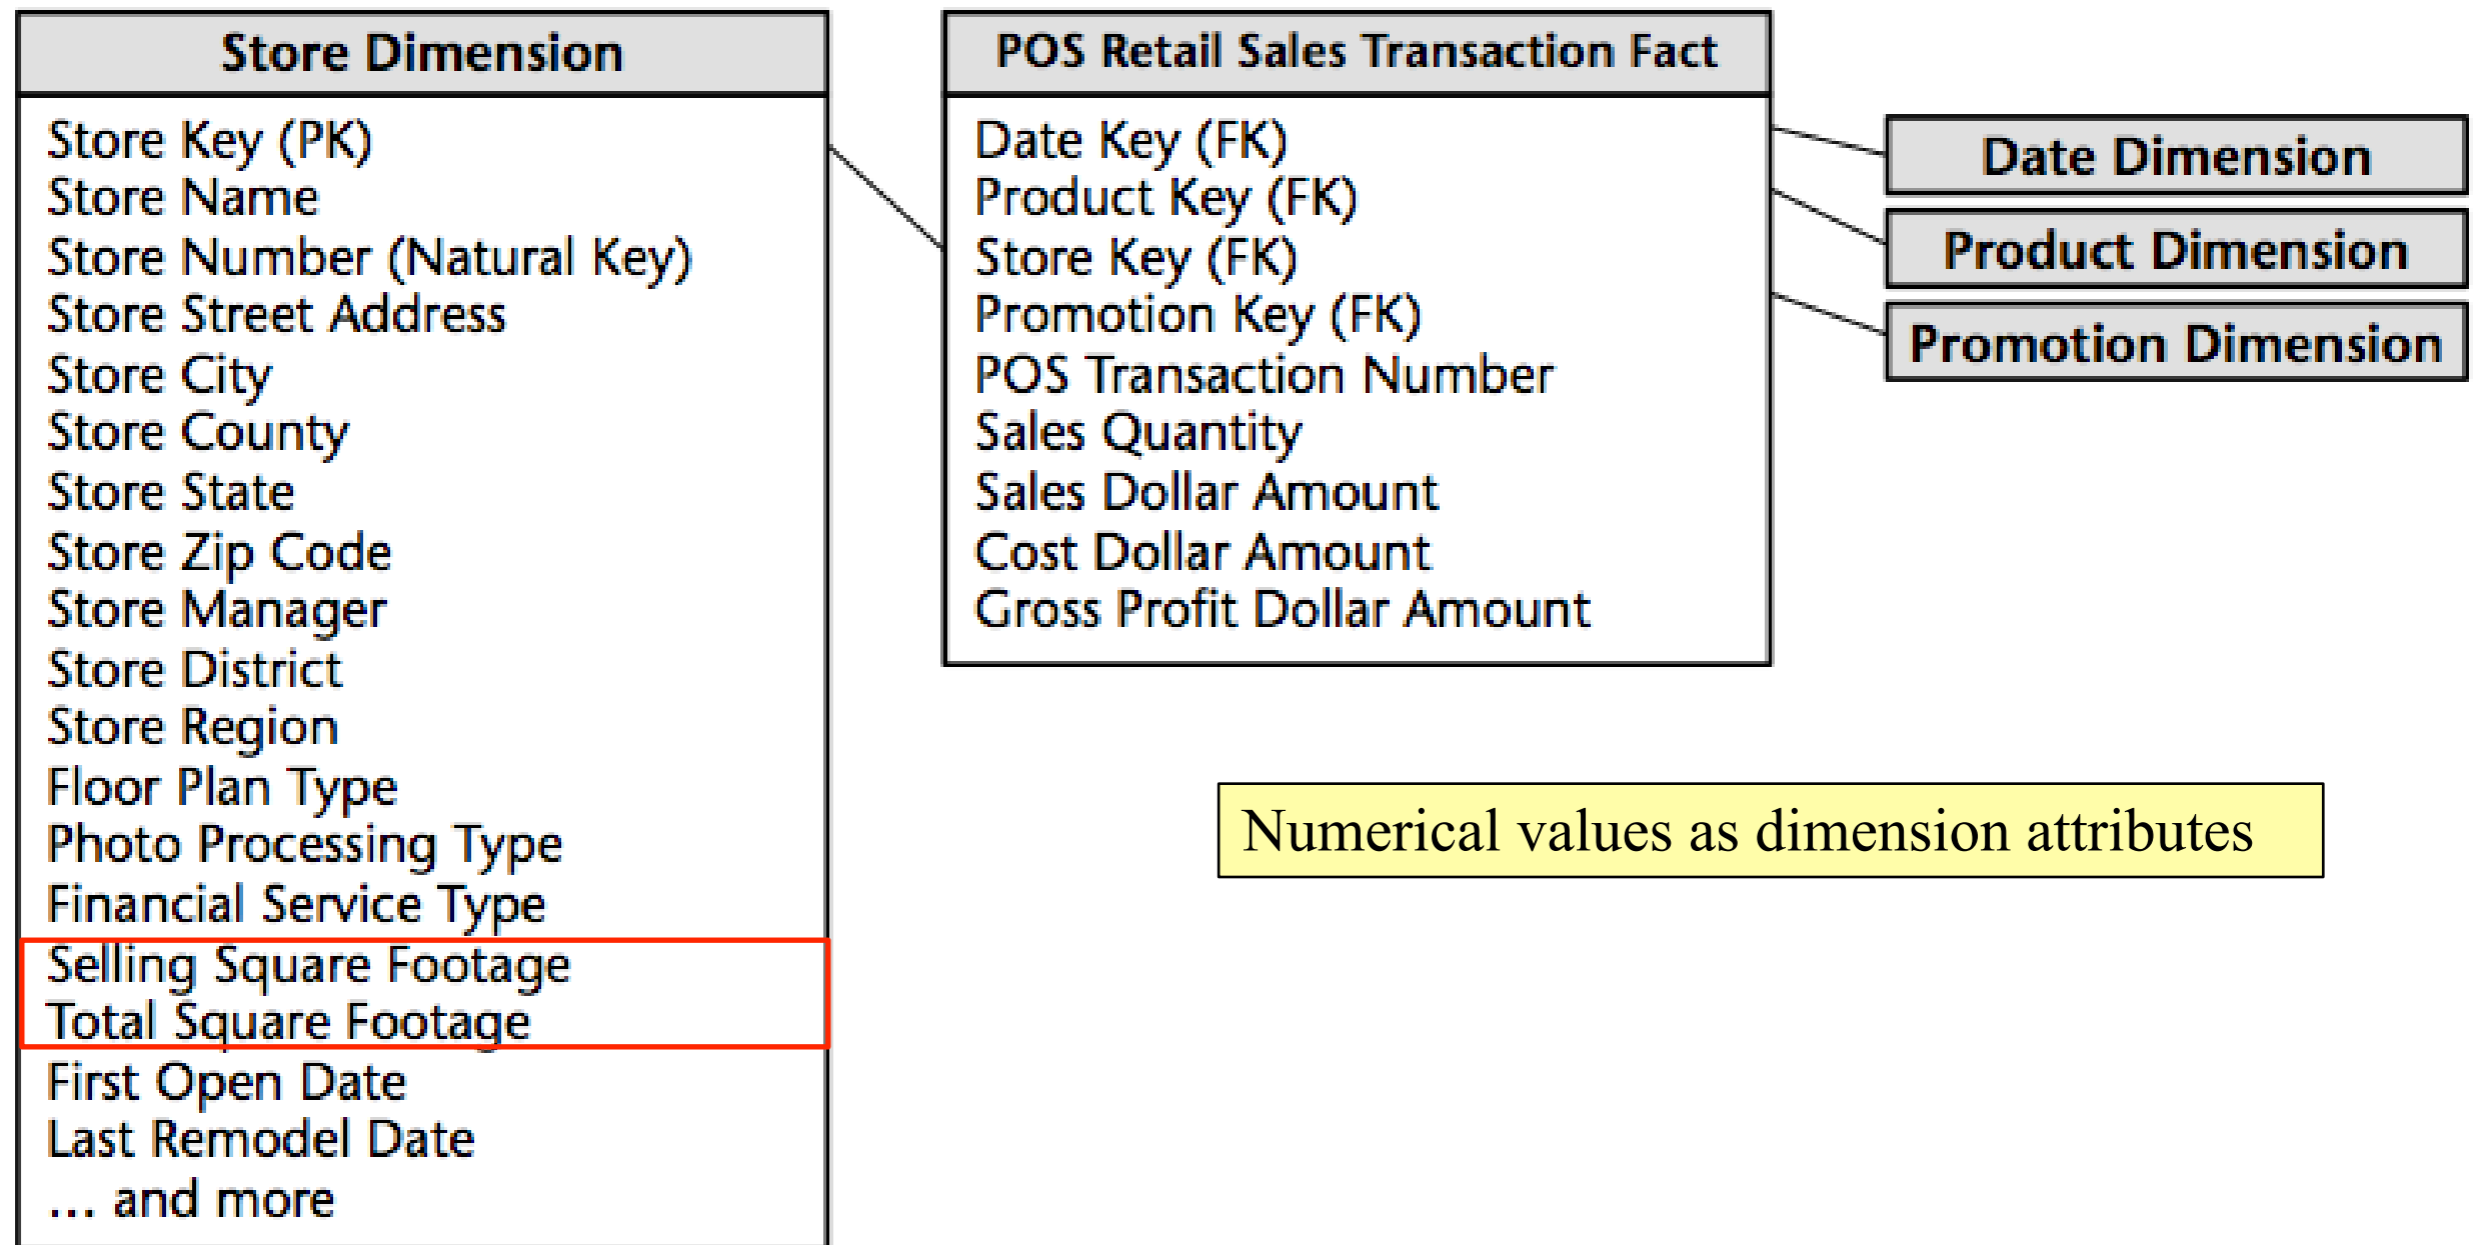 Store Dimension
Store Key (PK)
Store Name
Store Number (Natural Key)
Store Street Address
Store City
Store County
Store State
Store Zip Code
Store Manager
Store District
Store Region
Floor Plan Type
Photo Processing Type
Financial Service Type
Selling Square Footage
Total Square Footage
First Open Date
Last Remodel Date
... and more
POS Retail Sales Transaction Fact
Date Key (FK)
Product Key (FK)
Store Key (FK)
Promotion Key (FK)
POS Transaction Number
Sales Quantity
Sales Dollar Amount
Cost Dollar Amount
Gross Profit Dollar Amount
Date Dimension
Product Dimension
Promotion Dimension
Numerical values as dimension attributes